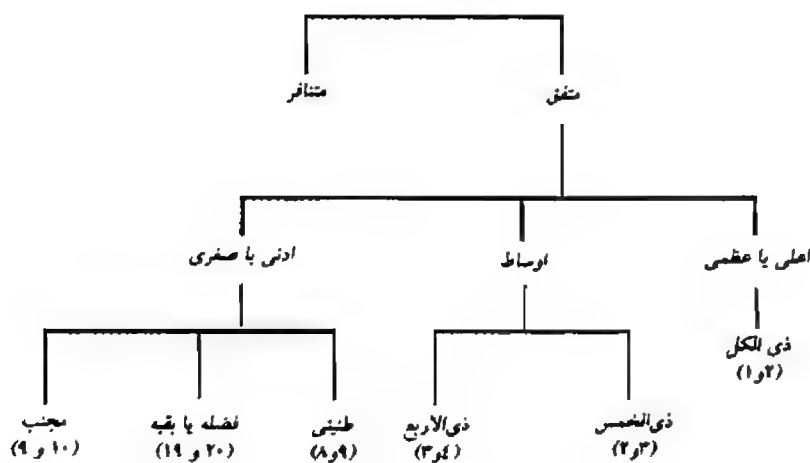 متفق
متنافر
اعلی یا عظمی
اوساط
ادنی یا صغری
ذی الکل
(۲و۱)
ذی‌الخمس
(۳و۲)
ذی‌الاربع
(٤و۳)
طنینی
(۹و۸)
فضله یا بقیه
(۲۰ و ۱۹)
مجنب
(۱۰ و ۹)